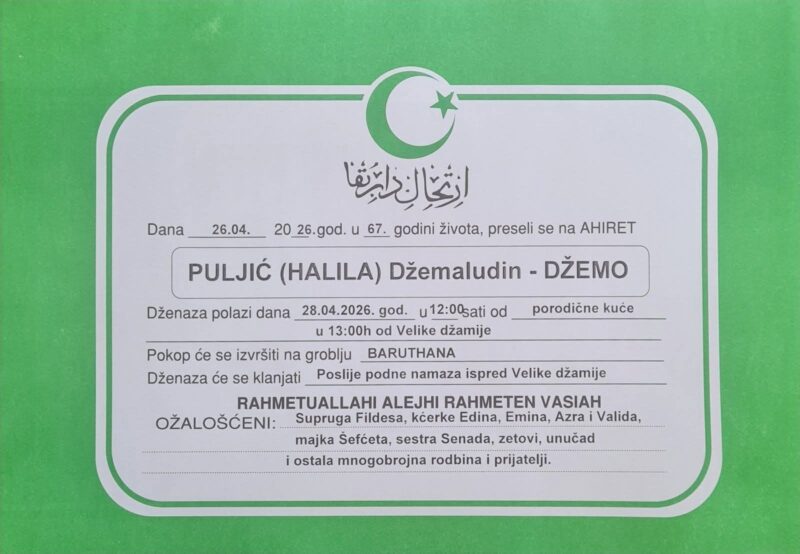 ارتحال دار بقا
Dana 26.04. 2026.god. u 67. godini života, preseli se na AHIRET
PULJIĆ (HALILA) Džemaludin - DŽEMO
Dženaza polazi dana 28.04.2026. god. u 12:00 sati od porodične kuće
u 13:00h od Velike džamije
Pokop će se izvršiti na groblju BARUTHANA
Dženaza će se klanjati Poslije podne namaza ispred Velike džamije
RAHMETUALLAHI ALEJHI RAHMETEN VASIAH
OŽALOŠĆENI: Supruga Fildesa, kćerke Edina, Emina, Azra i Valida,
majka Šefćeta, sestra Senada, zetovi, unučad
i ostala mnogobrojna rodbina i prijatelji.